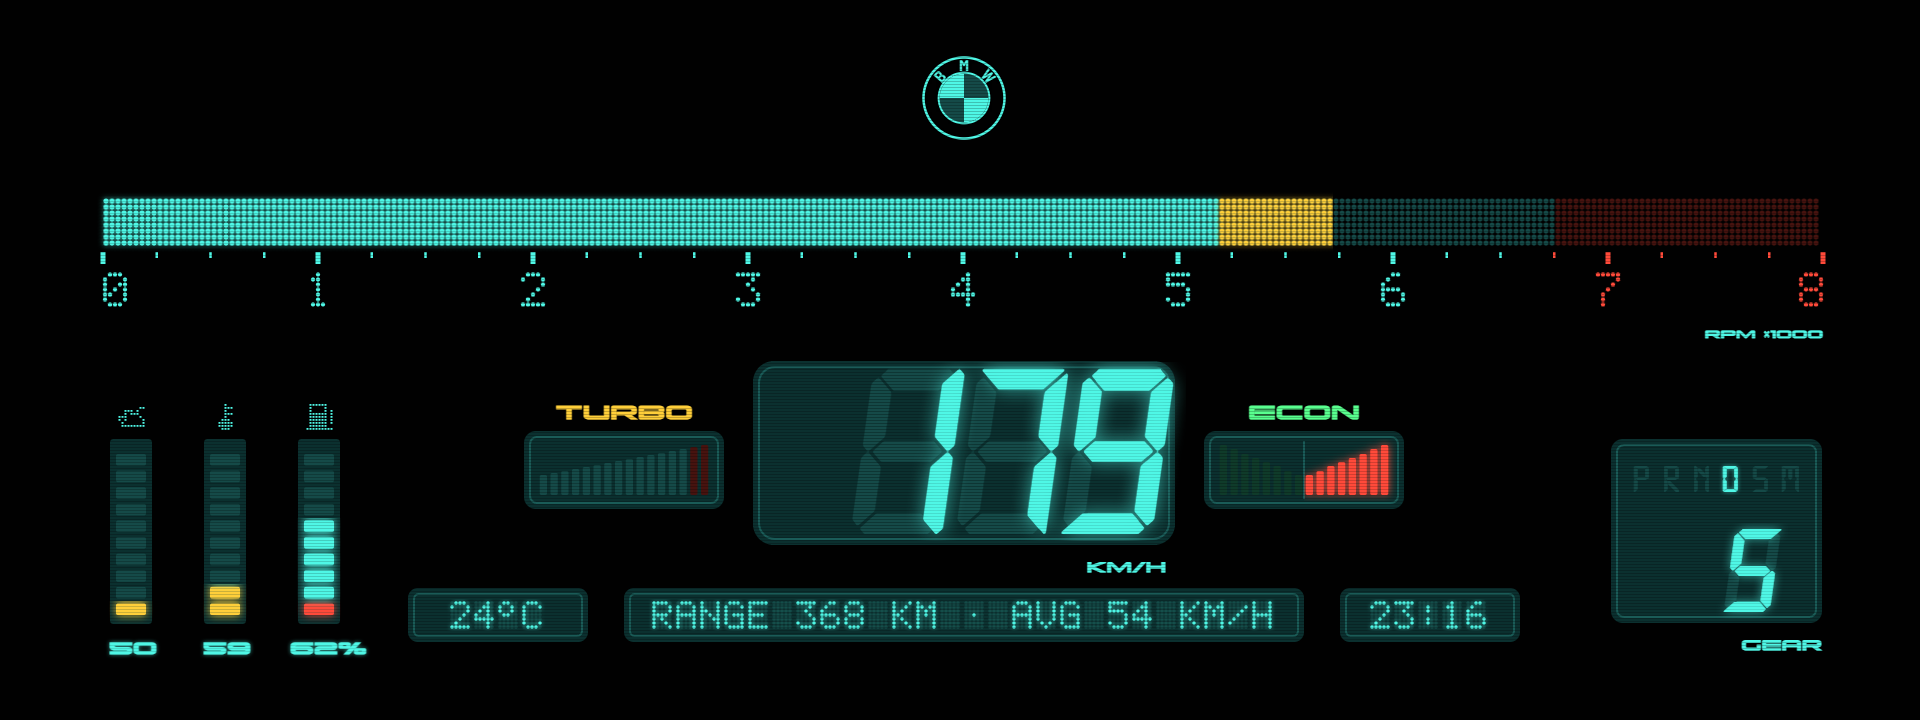 B M W
0 1 2 3 4 5 6 7 8
RPM x1000
TURBO
179
ECON
KM/H
P R N D S M
5
GEAR
50 59 62%
24°C
RANGE 368 KM · AVG 54 KM/H
23:16